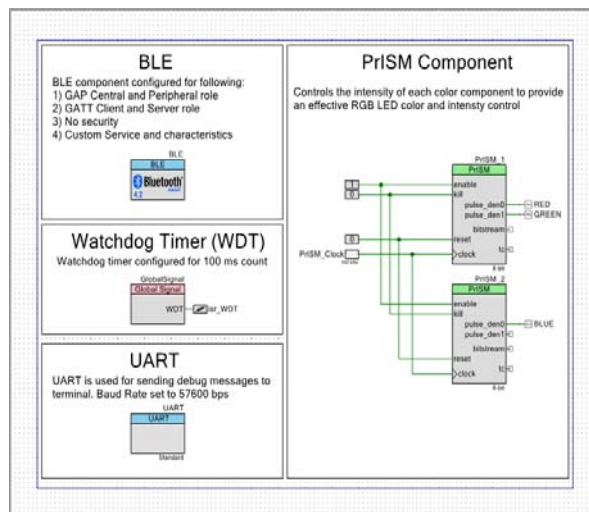 BLE
BLE component configured for following:
1) GAP Central and Peripheral role
2) GATT Client and Server role
3) No security
4) Custom Service and characteristics
BLE
BLE
Bluetooth
4.2
Watchdog Timer (WDT)
Watchdog timer configured for 100 ms count
GlobalSignal
Global Signal
WDT
isr_WDT
UART
UART is used for sending debug messages to
terminal. Baud Rate set to 57600 bps
UART
UART
Standard
PrISM Component
Controls the intensity of each color component to provide
an effective RGB LED color and intensty control
PrISM_1
PrISM
1
enable
0
kill
pulse_den0
RED
pulse_den1
GREEN
bitstream
0
reset
tc
PrISM_Clock
clock
8-bit
PrISM_2
PrISM
enable
kill
pulse_den0
BLUE
pulse_den1
bitstream
reset
tc
clock
8-bit